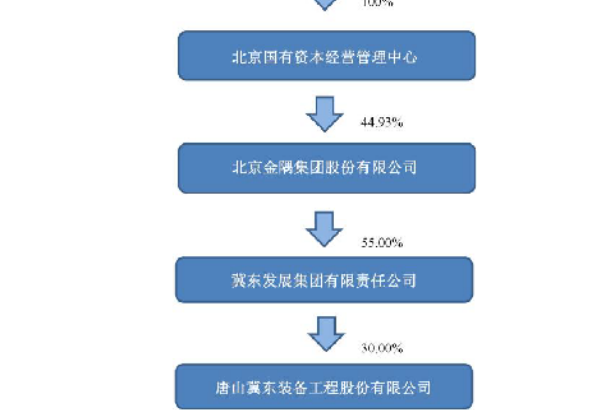 100%
北京国有资本经营管理中心
44.93%
北京金隅集团股份有限公司
55.00%
冀东发展集团有限责任公司
30.00%
唐山冀东装备工程股份有限公司